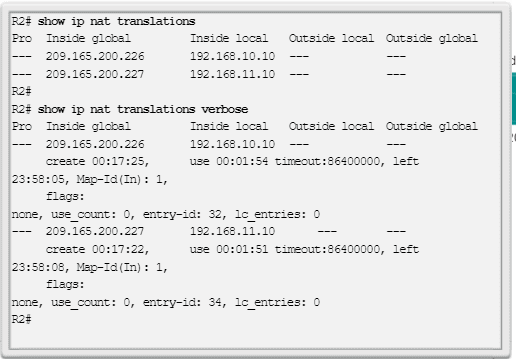 R2# show ip nat translations
Pro Inside global Inside local Outside local Outside global
--- 209.165.200.226 192.168.10.10 --- ---
--- 209.165.200.227 192.168.11.10 --- ---
R2#
R2# show ip nat translations verbose
Pro Inside global Inside local Outside local Outside global
--- 209.165.200.226 192.168.10.10 --- ---
create 00:17:25, use 00:01:54 timeout:86400000, left
23:58:05, Map-Id(In): 1,
flags:
none, use_count: 0, entry-id: 32, lc_entries: 0
--- 209.165.200.227 192.168.11.10 --- ---
create 00:17:22, use 00:01:51 timeout:86400000, left
23:58:08, Map-Id(In): 1,
flags:
none, use_count: 0, entry-id: 34, lc_entries: 0
R2#